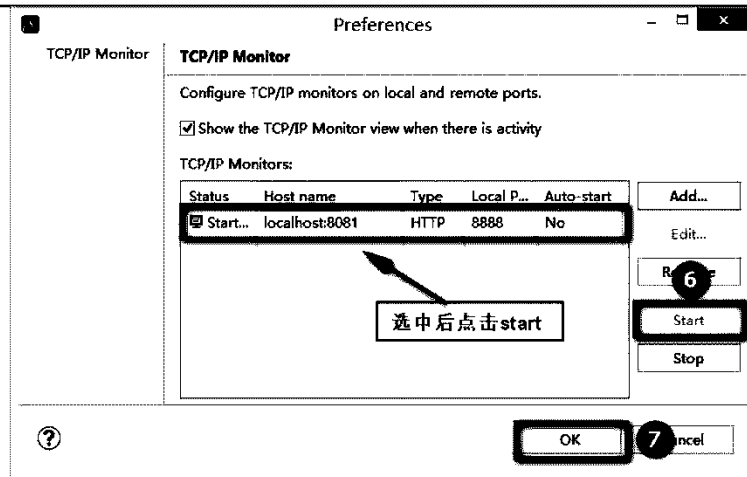 Preferences
TCP/IP Monitor
TCP/IP Monitor
Configure TCP/IP monitors on local and remote ports.
Show the TCP/IP Monitor view when there is activity
TCP/IP Monitors:
Status Host name Type Local P... Auto-start
Start... localhost:8081 HTTP 8888 No
Add...
Edit...
6
选中后点击start
Start
Stop
?
OK
7
ncel